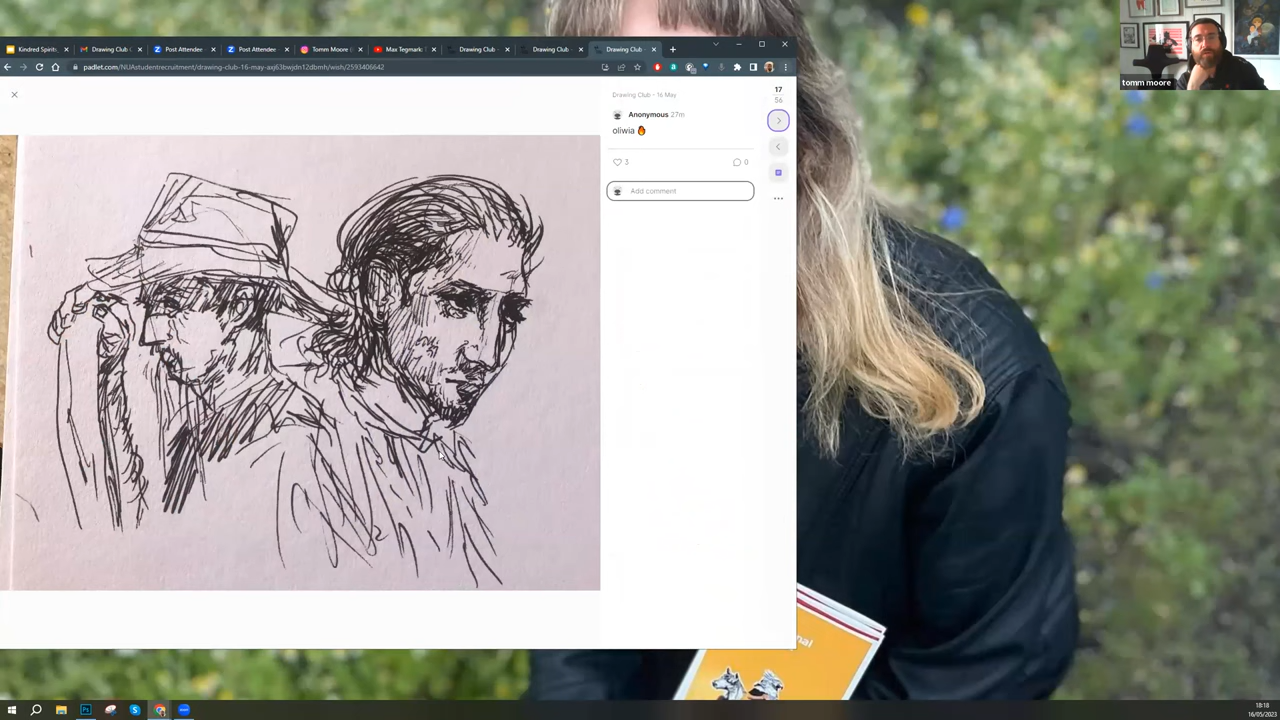 Kindred Spirits
Drawing Club
Post Attendee
Post Attendee
Tomm Moore (
Max Tegmark:
Drawing Club
Drawing Club
Drawing Club
padlet.com/NUAstudentrecruitment/drawing-club-16-may-axj63bwjdn12dbmh/wish/2593406642
tomm moore
Drawing Club - 16 May
17
56
Anonymous 27m
oliwia 🔥
3
0
Add comment
nal
18:18
16/05/2023